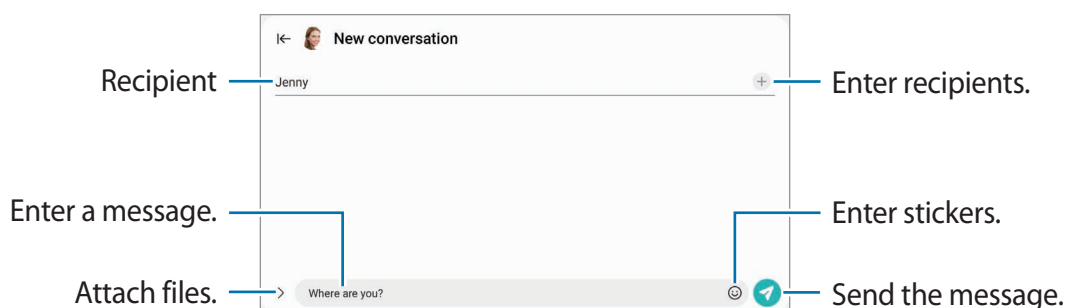 New conversation
Recipient
Jenny
Enter recipients.
Enter a message.
Enter stickers.
Attach files.
Where are you?
Send the message.